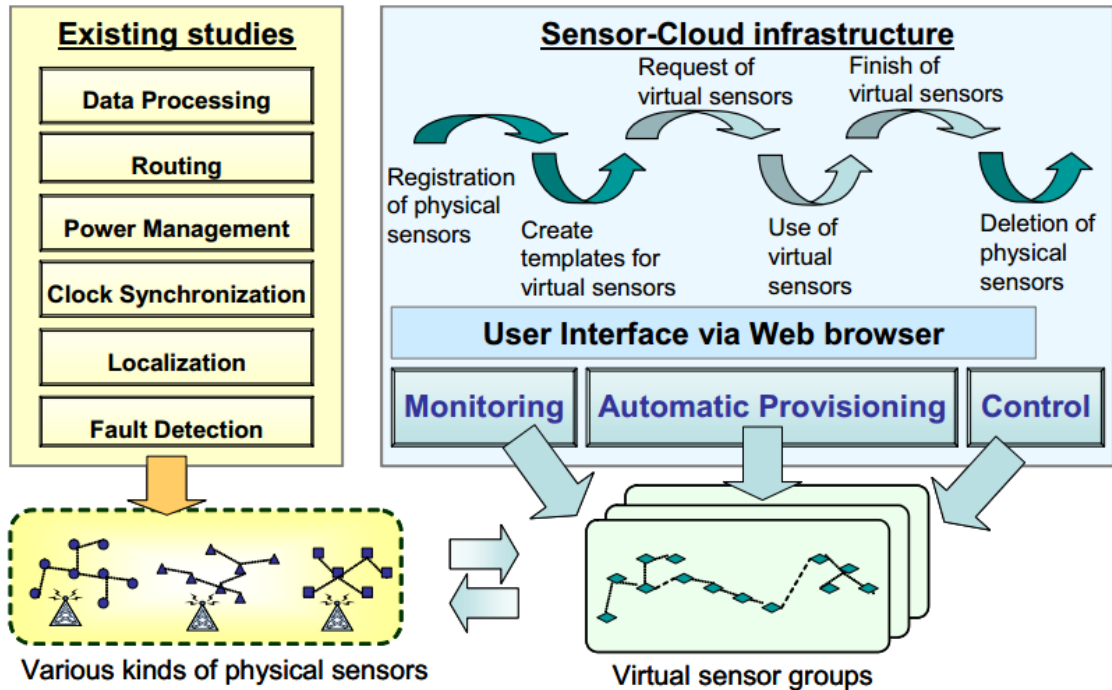 Existing studies
Data Processing
Routing
Power Management
Clock Synchronization
Localization
Fault Detection
Various kinds of physical sensors
Sensor-Cloud infrastructure
Registration
of physical
sensors
Create
templates for
virtual sensors
Request of
virtual sensors
Use of
virtual
sensors
Finish of
virtual sensors
Deletion of
physical
sensors
User Interface via Web browser
Monitoring
Automatic Provisioning
Control
Virtual sensor groups